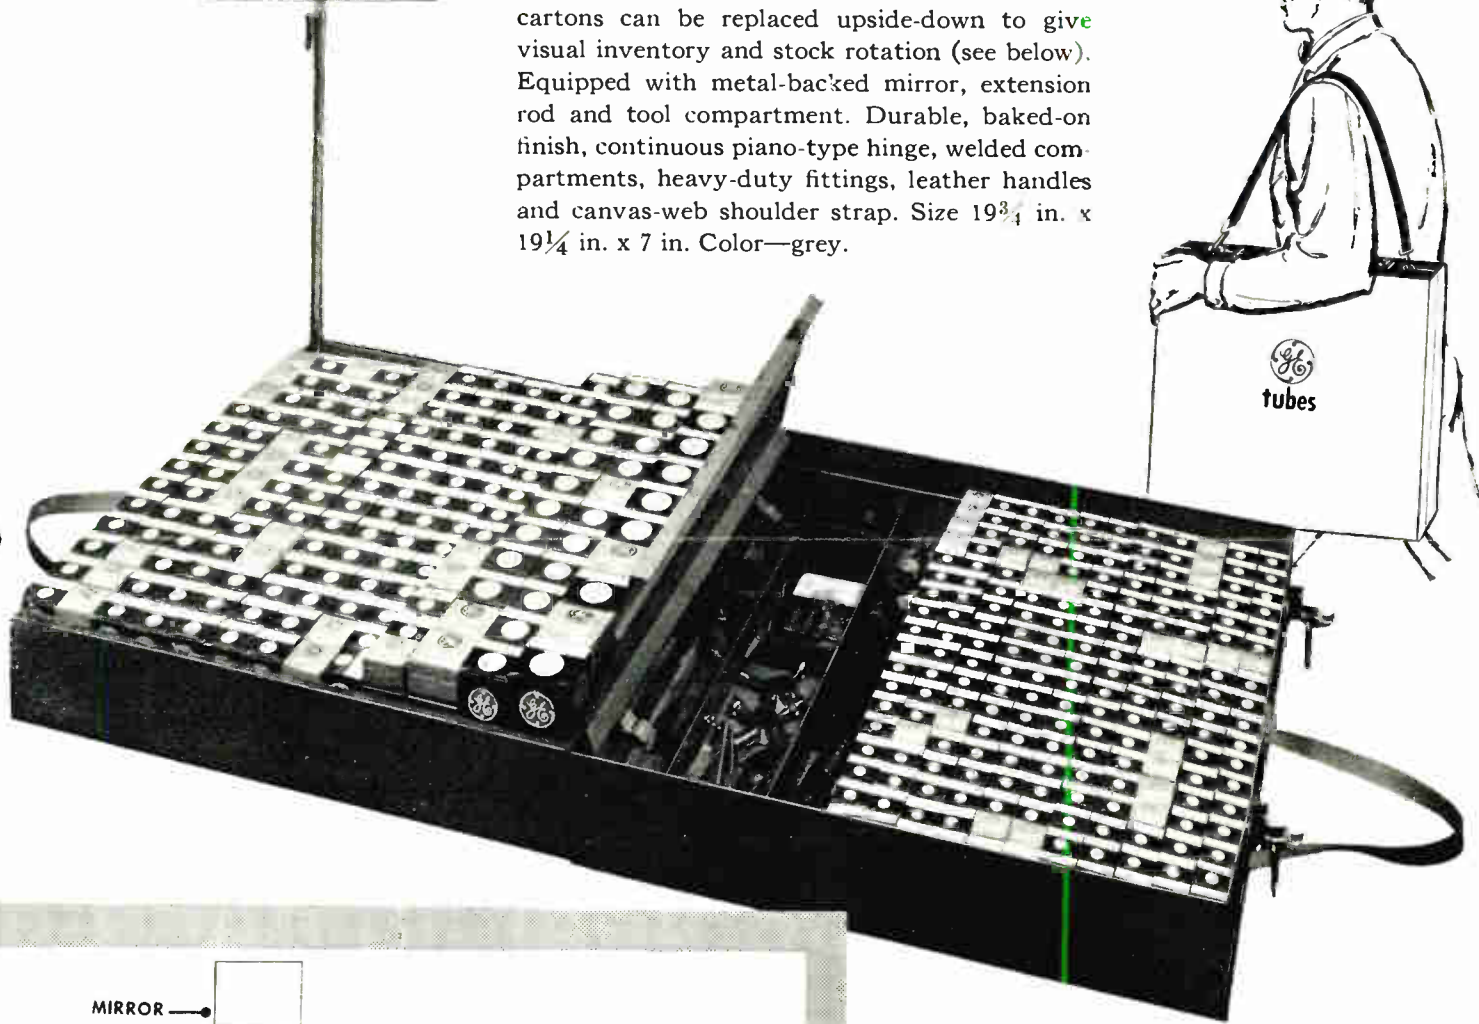 cartons can be replaced upside-down to give
visual inventory and stock rotation (see below).
Equipped with metal-backed mirror, extension
rod and tool compartment. Durable, baked-on
finish, continuous piano-type hinge, welded com-
partments, heavy-duty fittings, leather handles
and canvas-web shoulder strap. Size 19¾ in. x
19¼ in. x 7 in. Color—grey.
GE
tubes
GE GE
MIRROR